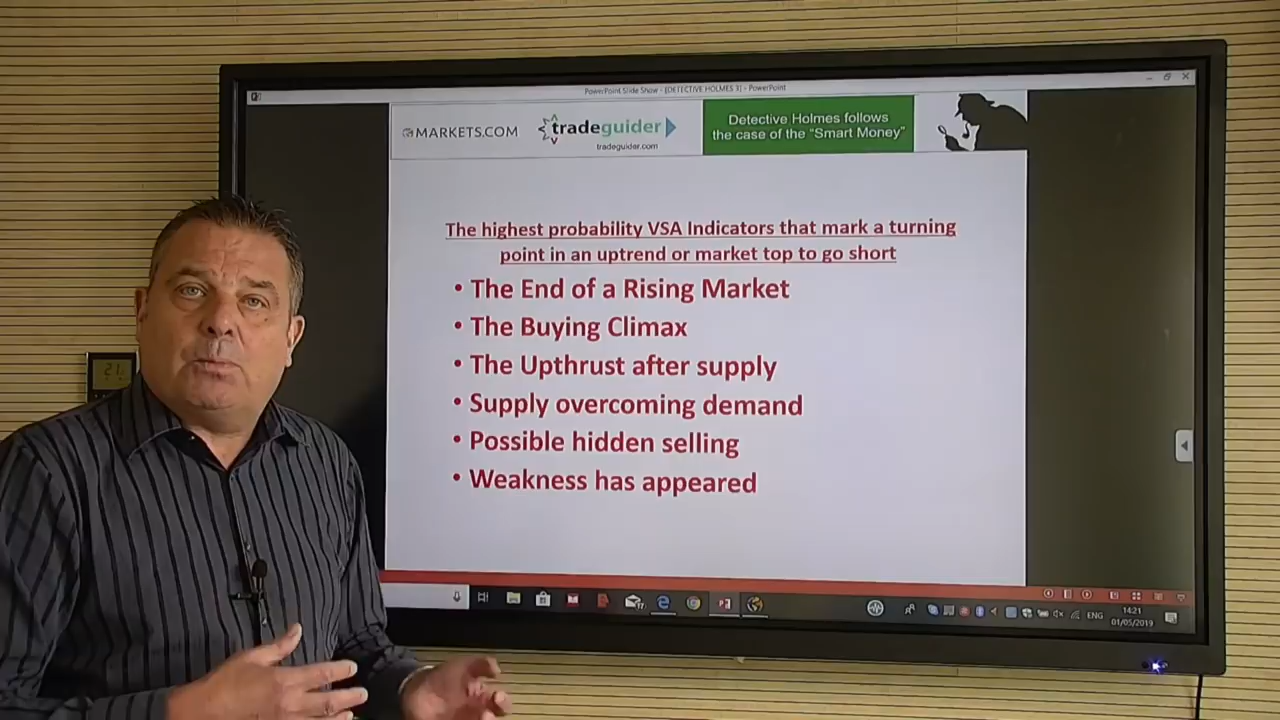 PowerPoint Slide Show - [DETECTIVE HOLMES 3] - PowerPoint
MARKETS.COM
tradeguider
tradeguider.com
Detective Holmes follows
the case of the "Smart Money"
The highest probability VSA Indicators that mark a turning
point in an uptrend or market top to go short
• The End of a Rising Market
• The Buying Climax
• The Upthrust after supply
• Supply overcoming demand
• Possible hidden selling
• Weakness has appeared
21
ENG
14:21
01/05/2019